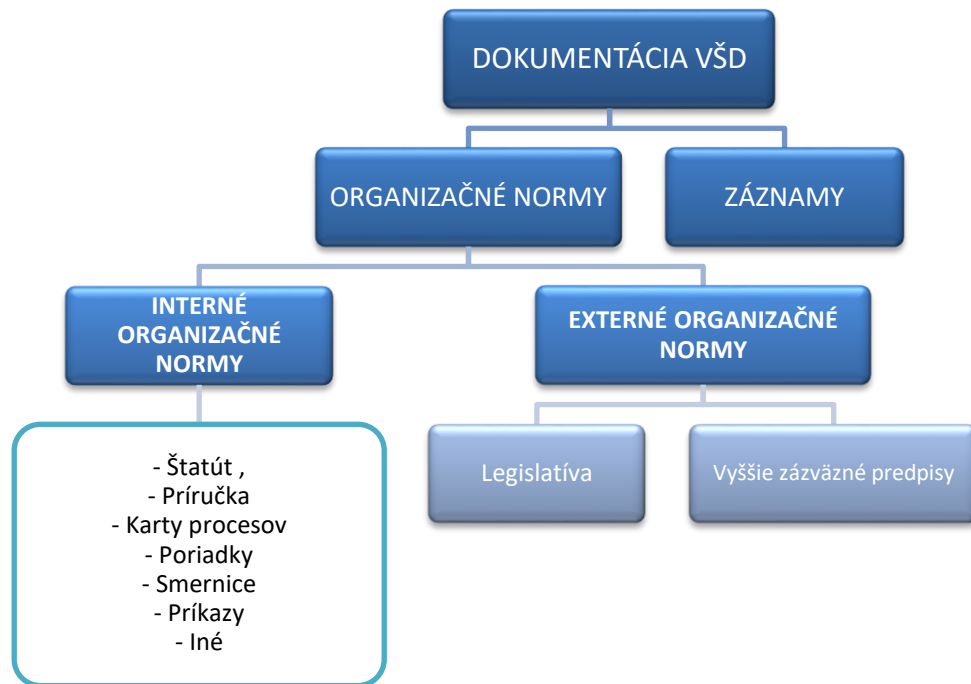 DOKUMENTÁCIA VŠD
ORGANIZAČNÉ NORMY
ZÁZNAMY
INTERNÉ
ORGANIZAČNÉ
NORMY
EXTERNÉ ORGANIZAČNÉ
NORMY
- Štatút ,
- Príručka
- Karty procesov
- Poriadky
- Smernice
- Príkazy
- Iné
Legislatíva
Vyššie zázväzné predpisy